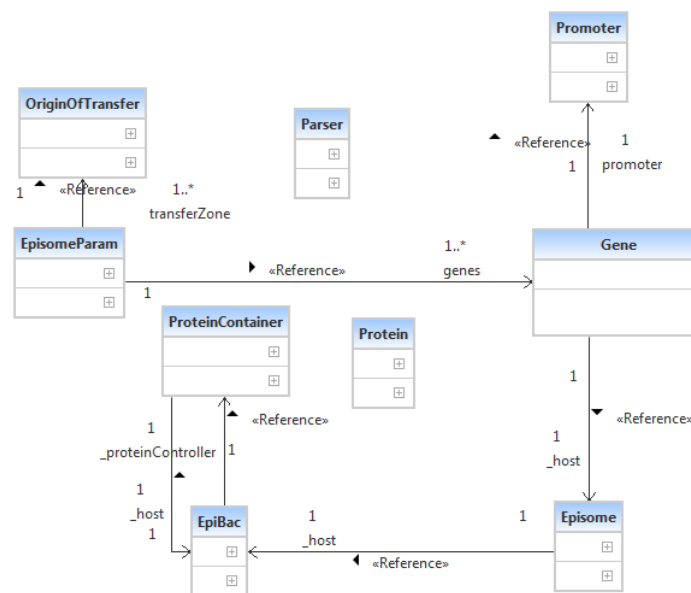 Promoter
OriginOfTransfer
Parser
«Reference» 1
1 promoter
1 «Reference» 1..*
transferZone
EpisomeParam
Gene
1..*
«Reference» genes
1
ProteinContainer
Protein
1
«Reference»
«Reference»
1
_proteinController 1
1
_host
1
_host
1
EpiBac
1
_host
1
Episome
«Reference»